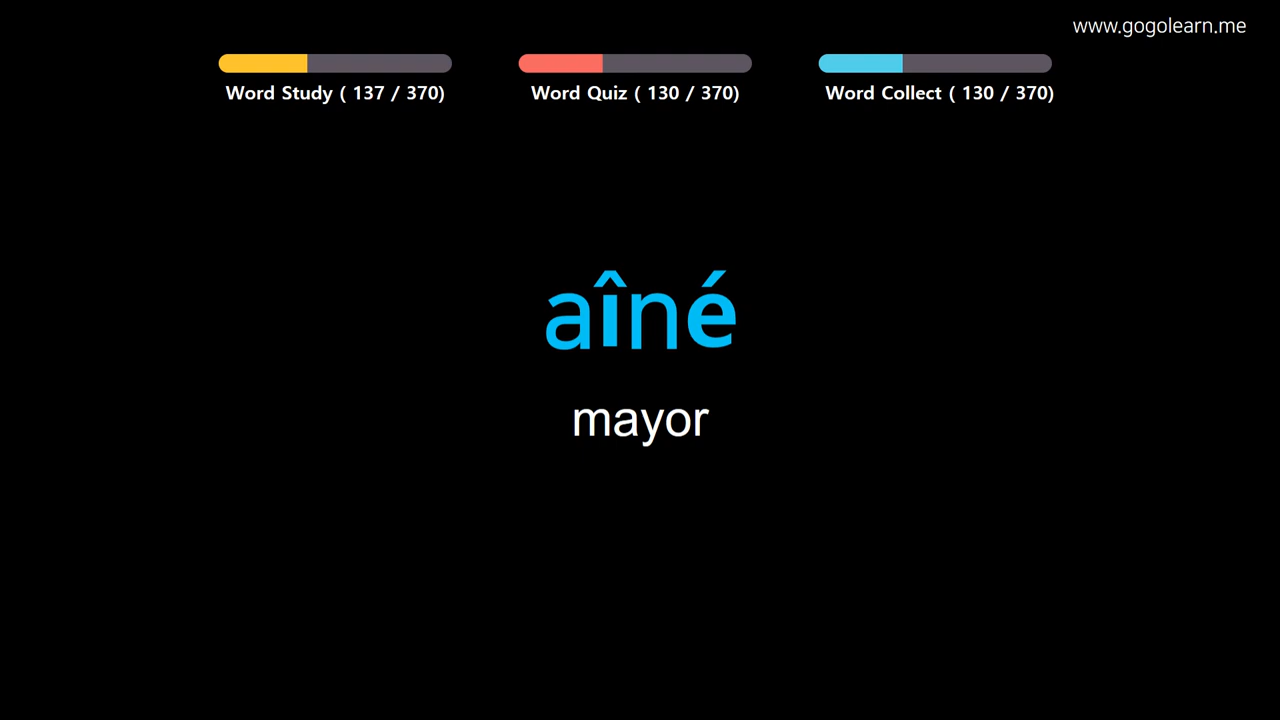 www.gogolearn.me
Word Study ( 137 / 370)
Word Quiz ( 130 / 370)
Word Collect ( 130 / 370)
aîné
mayor